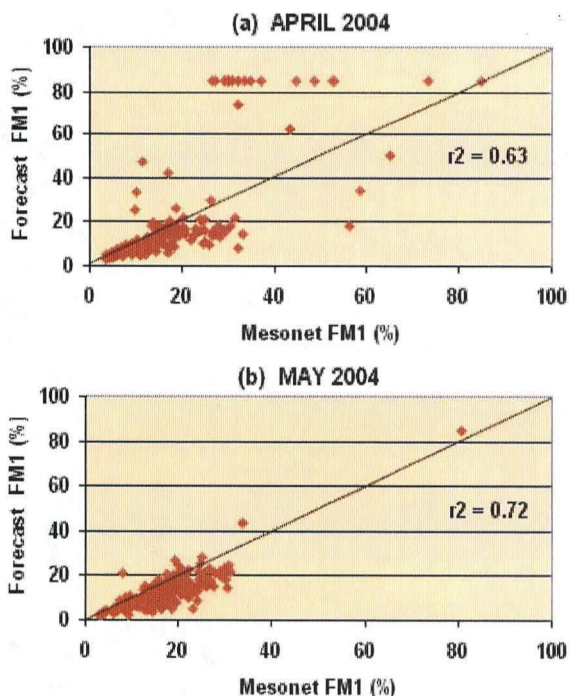 (a) APRIL 2004
Forecast FM1 (%)
100
80
60
40
20
0
r2 = 0.63
0 20 40 60 80 100
Mesonet FM1 (%)
(b) MAY 2004
Forecast FM1 (%)
100
80
60
40
20
0
r2 = 0.72
0 20 40 60 80 100
Mesonet FM1 (%)